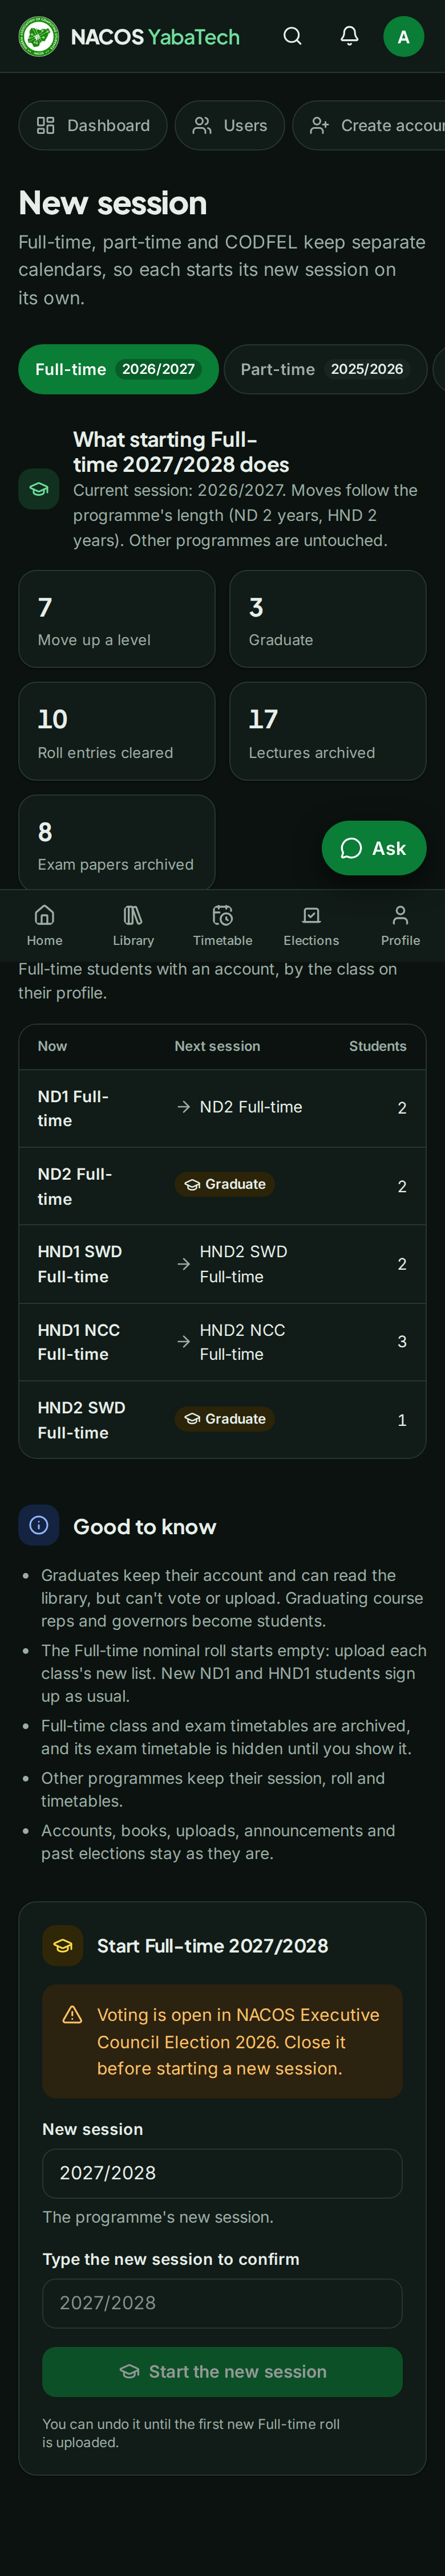 NACOS YabaTech
A
Dashboard
Users
Create accour
New session
Full-time, part-time and CODFEL keep separate
calendars, so each starts its new session on
its own.
Full-time 2026/2027
Part-time 2025/2026
What starting Full-
time 2027/2028 does
Current session: 2026/2027. Moves follow the
programme's length (ND 2 years, HND 2
years). Other programmes are untouched.
7
Move up a level
3
Graduate
10
Roll entries cleared
17
Lectures archived
8
Exam papers archived
Ask
Home
Library
Timetable
Elections
Profile
Full-time students with an account, by the class on
their profile.
Now Next session Students
ND1 Full-
time
ND2 Full-time
2
ND2 Full-
time
Graduate
2
HND1 SWD
Full-time
HND2 SWD
Full-time
2
HND1 NCC
Full-time
HND2 NCC
Full-time
3
HND2 SWD
Full-time
Graduate
1
Good to know
• Graduates keep their account and can read the
library, but can't vote or upload. Graduating course
reps and governors become students.
• The Full-time nominal roll starts empty: upload each
class's new list. New ND1 and HND1 students sign
up as usual.
• Full-time class and exam timetables are archived,
and its exam timetable is hidden until you show it.
• Other programmes keep their session, roll and
timetables.
• Accounts, books, uploads, announcements and
past elections stay as they are.
Start Full-time 2027/2028
Voting is open in NACOS Executive
Council Election 2026. Close it
before starting a new session.
New session
2027/2028
The programme's new session.
Type the new session to confirm
2027/2028
Start the new session
You can undo it until the first new Full-time roll
is uploaded.